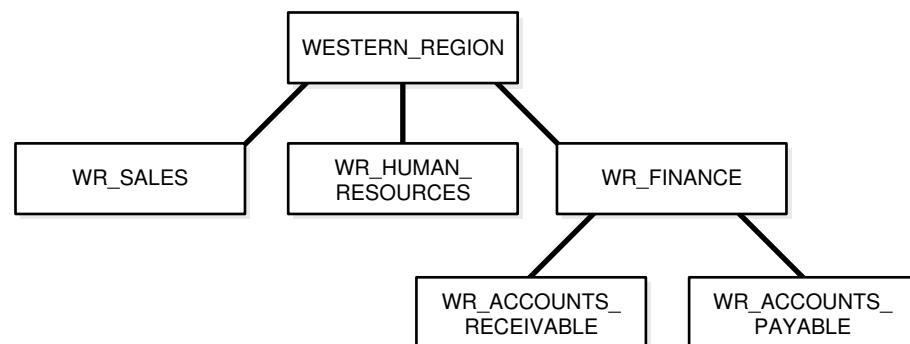 WESTERN_REGION
WR_SALES
WR_HUMAN_
RESOURCES
WR_FINANCE
WR_ACCOUNTS_
RECEIVABLE
WR_ACCOUNTS_
PAYABLE